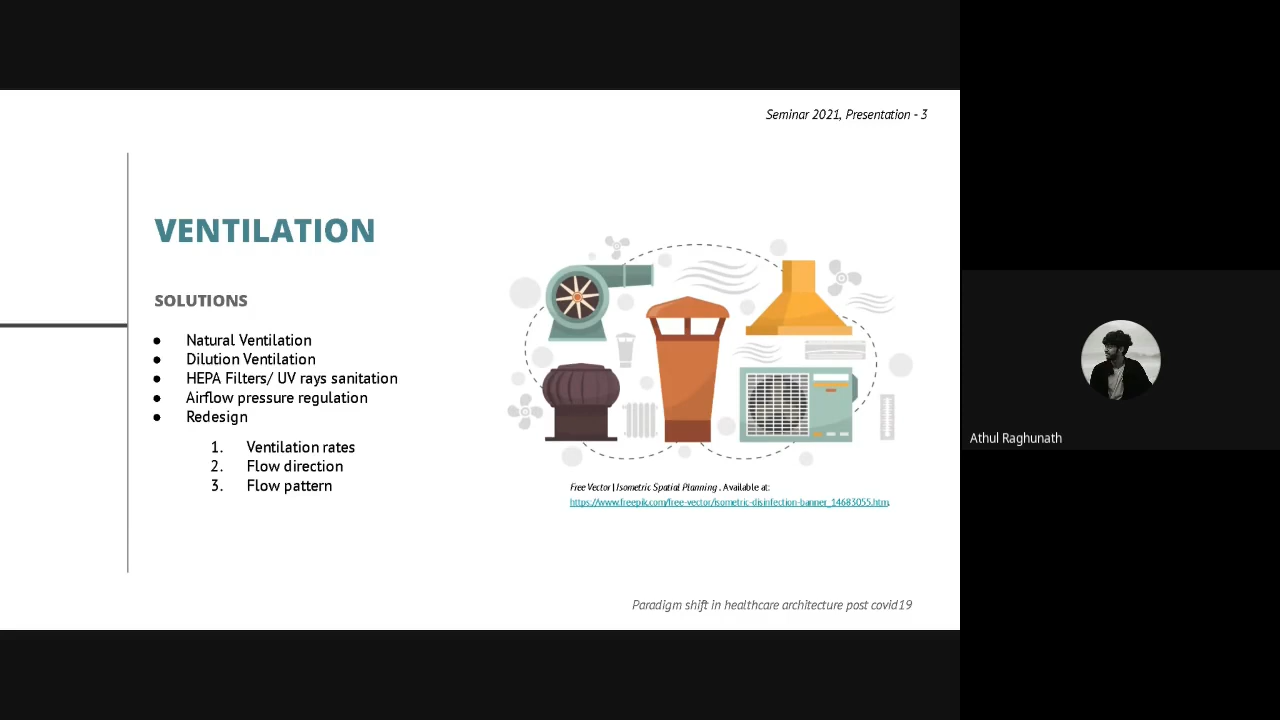 Seminar 2021, Presentation - 3
VENTILATION
SOLUTIONS
● Natural Ventilation
● Dilution Ventilation
● HEPA Filters/ UV rays sanitation
● Airflow pressure regulation
● Redesign
1. Ventilation rates
2. Flow direction
3. Flow pattern
Free Vector | Isometric Spatial Planning . Available at:
https://www.freepik.com/free-vector/isometric-disinfection-banner_14683055.htm.
Paradigm shift in healthcare architecture post covid19
Athul Raghunath